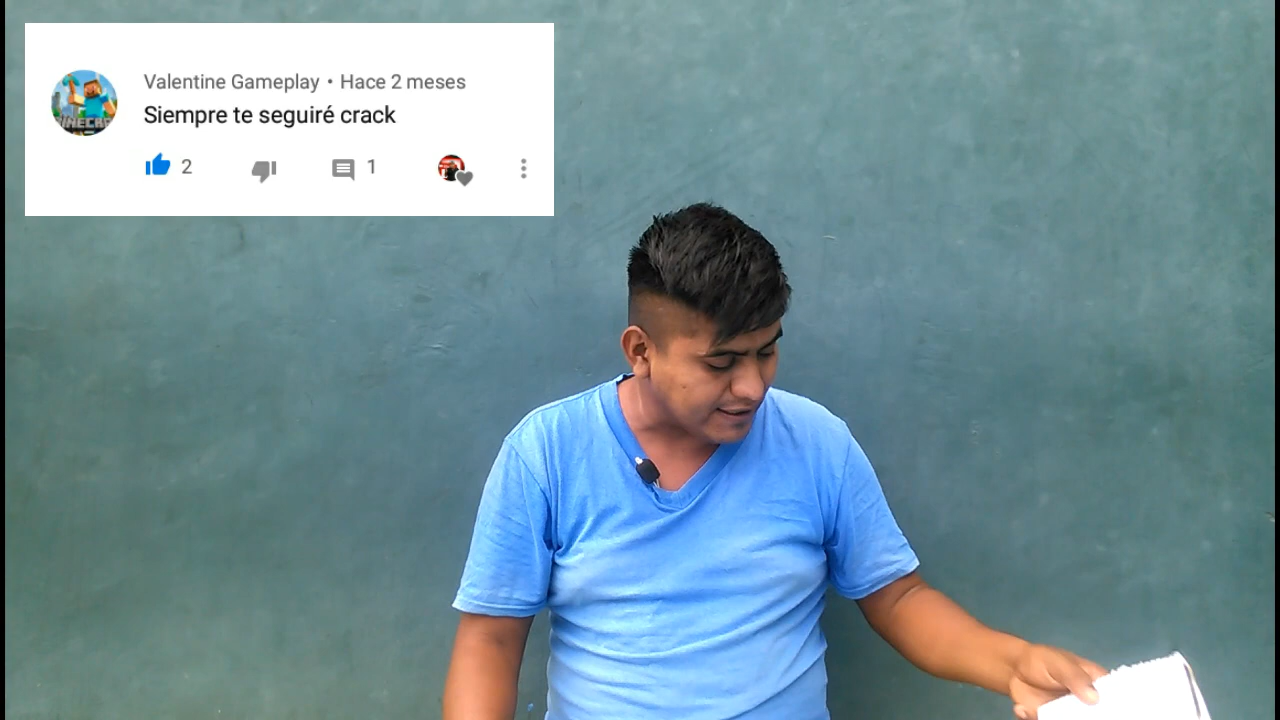 Valentine Gameplay • Hace 2 meses
Siempre te seguiré crack
2 1